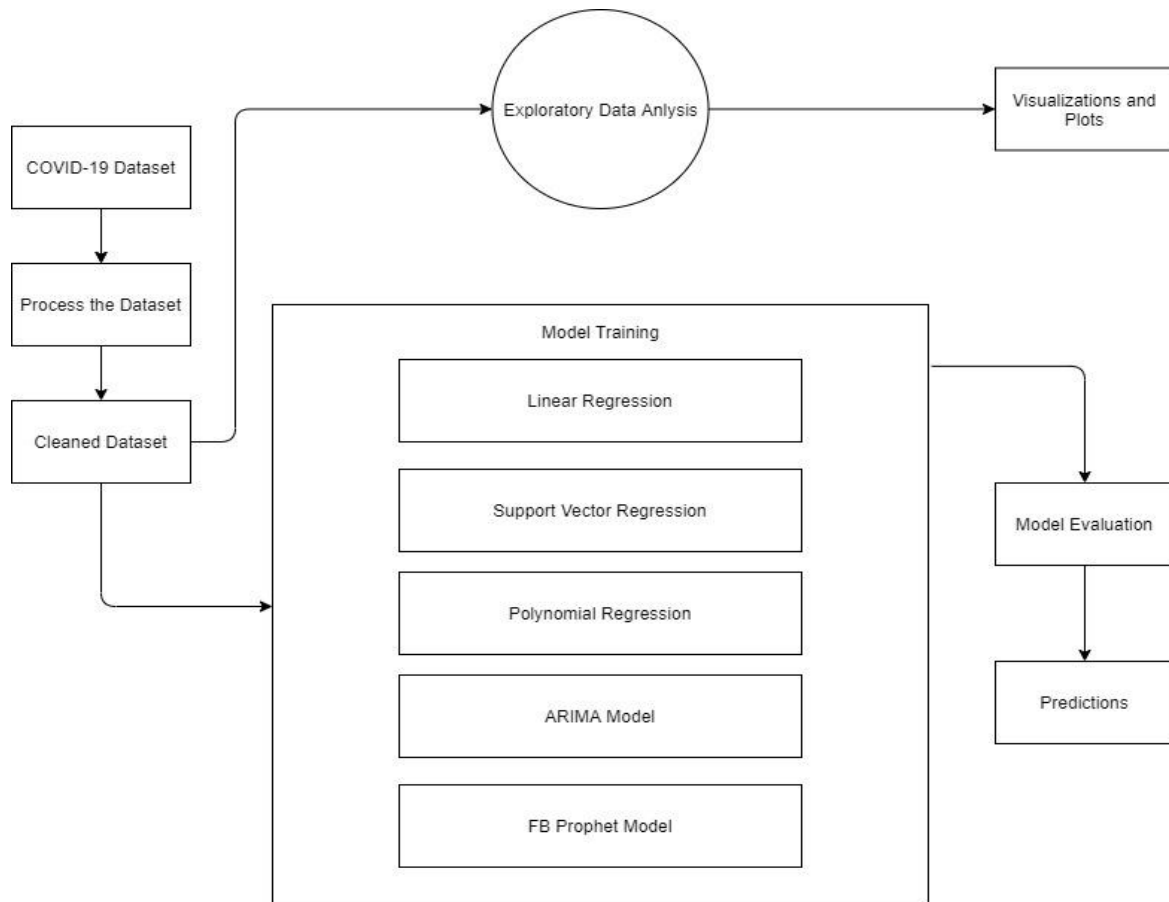 COVID-19 Dataset
Process the Dataset
Cleaned Dataset
Exploratory Data Anlysis
Visualizations and
Plots
Model Training
Linear Regression
Support Vector Regression
Polynomial Regression
ARIMA Model
FB Prophet Model
Model Evaluation
Predictions